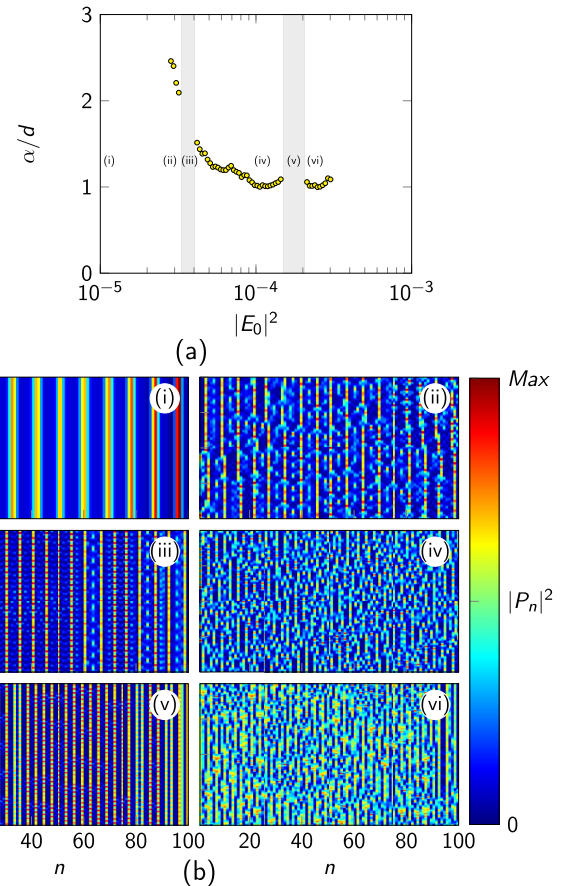 3
2
1
0
α/d
(i) (ii) (iii) (iv) (v) (vi)
10−5 10−4 10−3
|E0|2
(a)
(i) (ii) Max
(iii) (iv) |Pn|2
(v) (vi) 0
40 60 80 100 20 40 60 80 100
n n
(b)